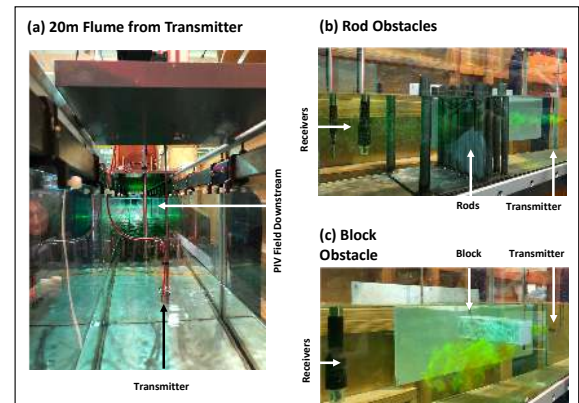 (a) 20m Flume from Transmitter
PIV Field Downstream
Transmitter
(b) Rod Obstacles
Receivers
Rods
Transmitter
(c) Block
Obstacle
Block
Transmitter
Receivers